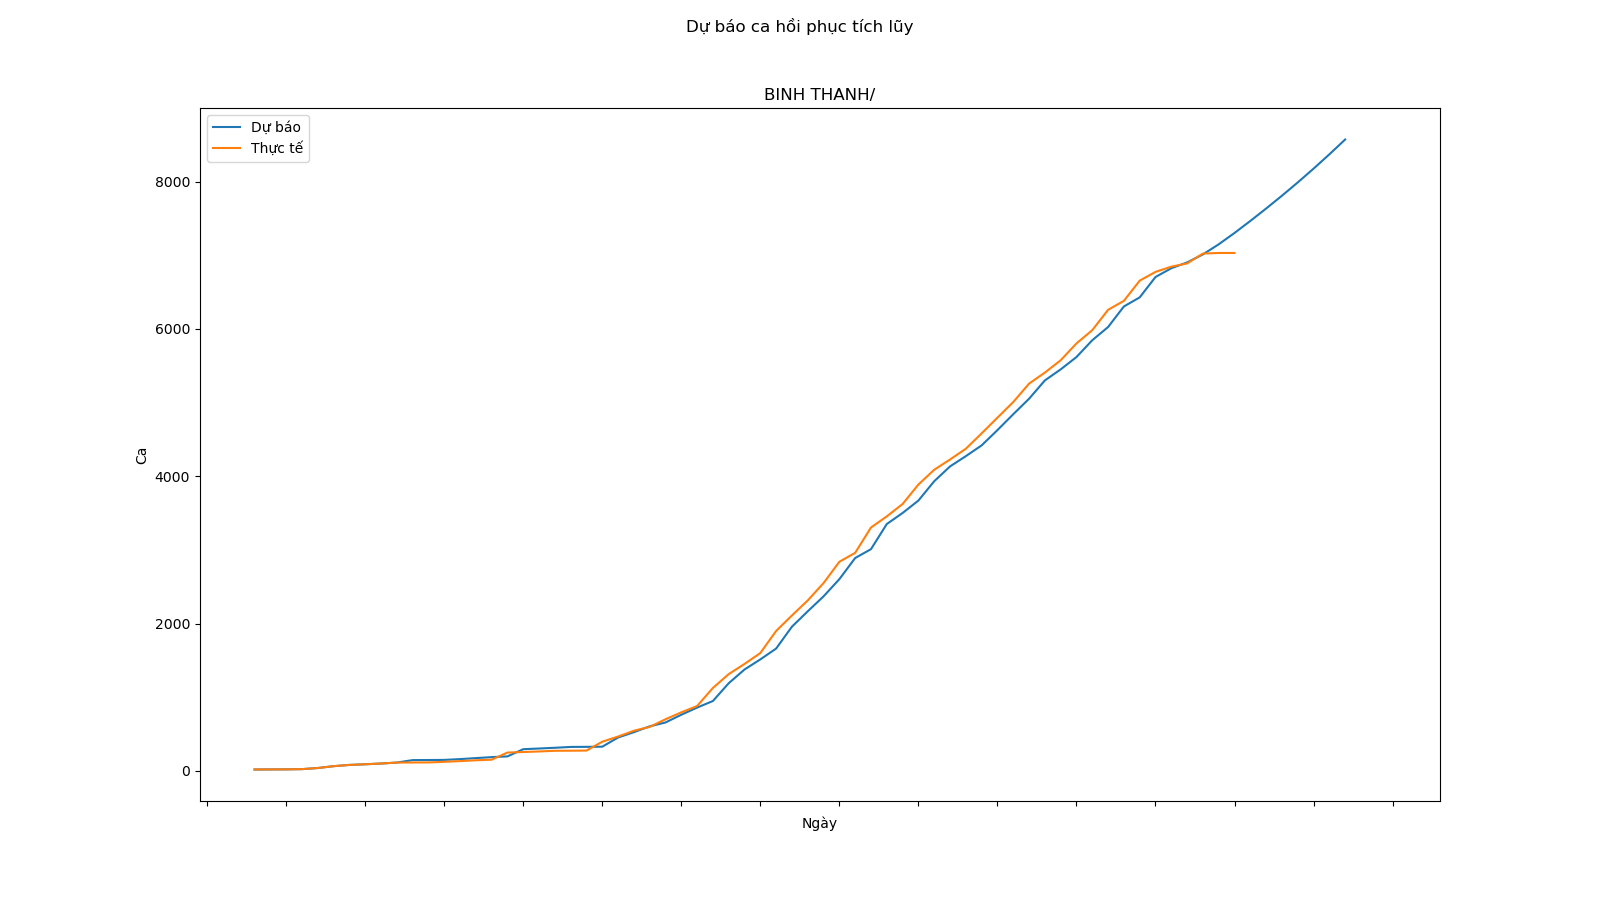 Dự báo ca hồi phục tích lũy
BINH THANH/
Dự báo
Thực tế
8000
6000
4000
2000
0
Ca
Ngày